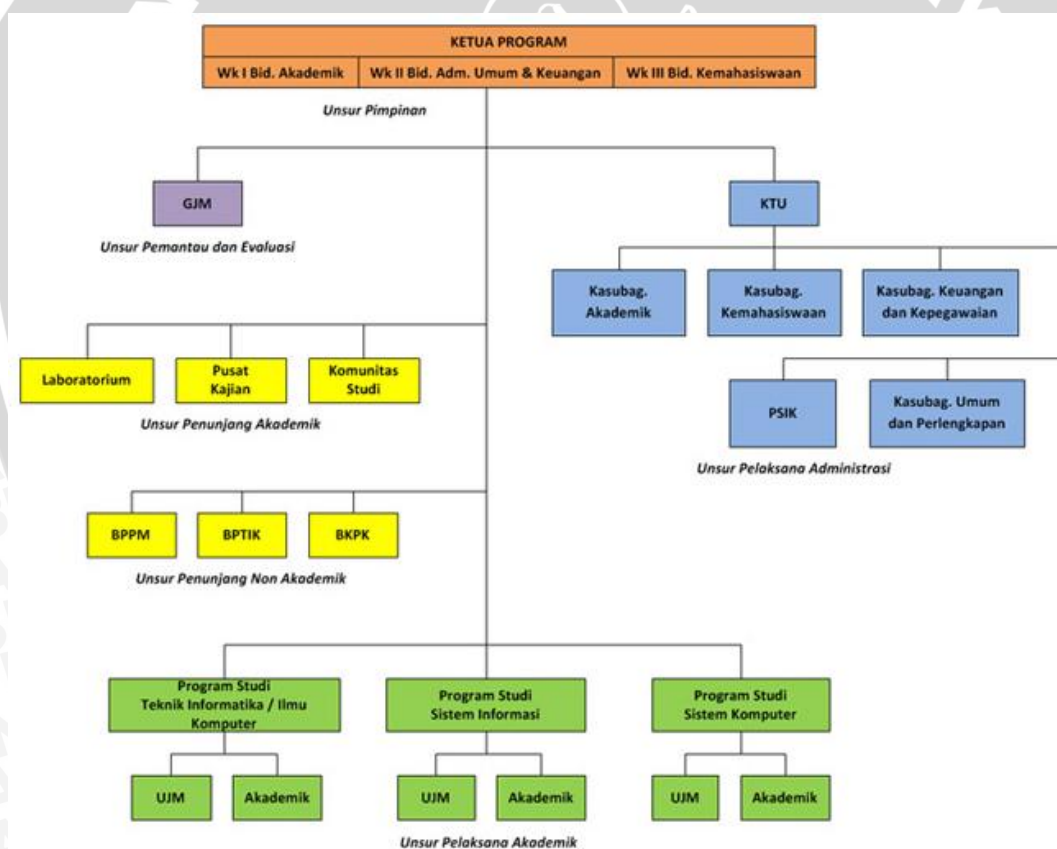 KETUA PROGRAM
Wk I Bid. Akademik
Wk II Bid. Adm. Umum & Keuangan
Wk III Bid. Kemahasiswaan
Unsur Pimpinan
GJM
KTU
Unsur Pemantau dan Evaluasi
Kasubag.
Akademik
Kasubag.
Kemahasiswaan
Kasubag. Keuangan
dan Kepegawaian
Laboratorium
Pusat
Kajian
Komunitas
Studi
Unsur Penunjang Akademik
PSIK
Kasubag. Umum
dan Perlengkapan
Unsur Pelaksana Administrasi
BPPM
BPTIK
BKPK
Unsur Penunjang Non Akademik
Program Studi
Teknik Informatika / Ilmu
Komputer
Program Studi
Sistem Informasi
Program Studi
Sistem Komputer
UJM
Akademik
UJM
Akademik
UJM
Akademik
Unsur Pelaksana Akademik